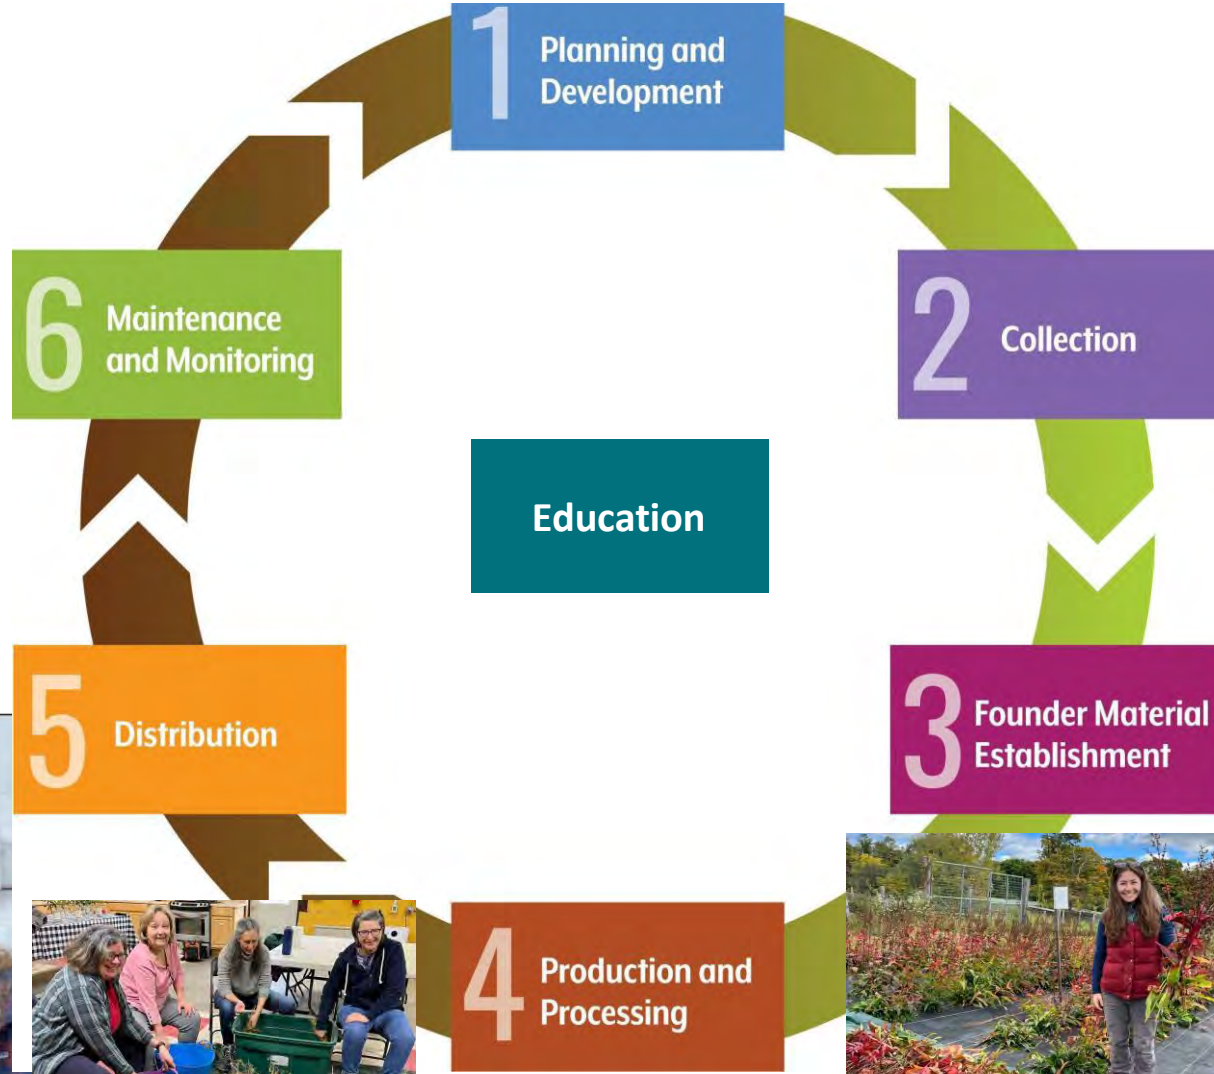 1
Planning and
Development
2
Collection
3
Founder Material
Establishment
4
Production and
Processing
5
Distribution
6
Maintenance
and Monitoring
Education